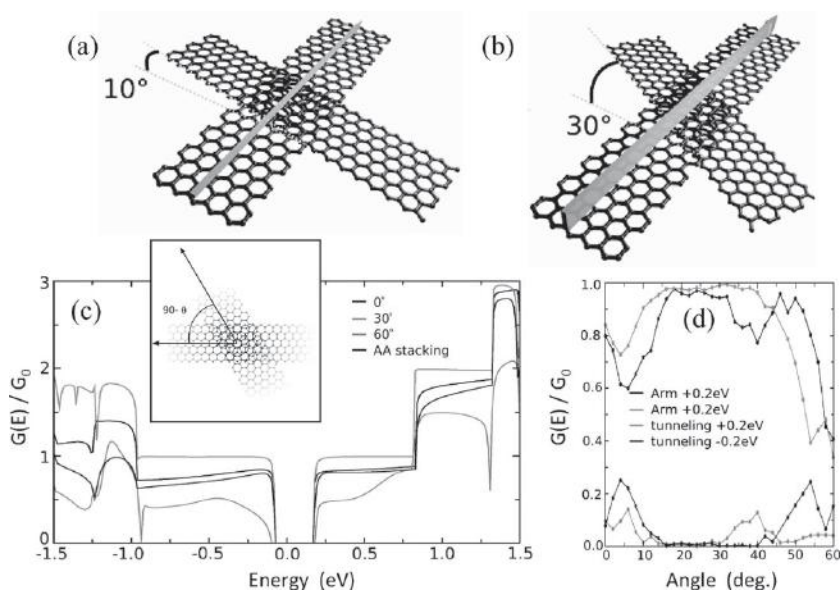 (a)
10°
(b)
30°
(c)
90- θ
0°
30°
60°
AA stacking
G(E) / G₀
3
2
1
0
-1.5
-1.0
-0.5
0.0
0.5
1.0
1.5
Energy (eV)
(d)
Arm +0.2eV
Arm +0.2eV
tunneling +0.2eV
tunneling -0.2eV
G(E) / G₀
1.0
0.8
0.6
0.4
0.2
0.0
0
10
20
30
40
50
60
Angle (deg.)